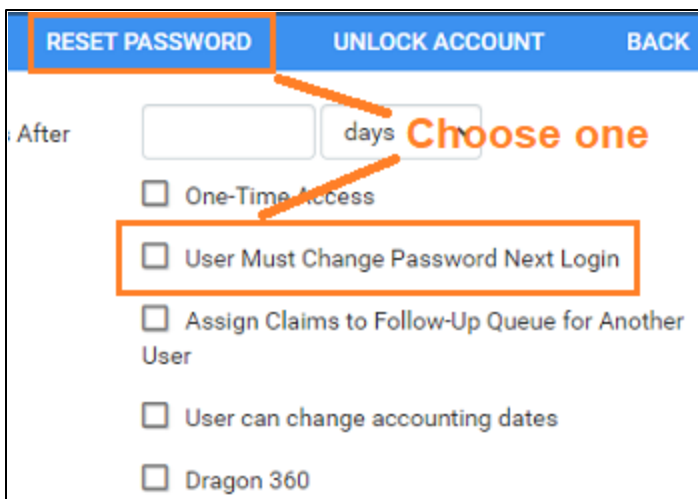 RESET PASSWORD UNLOCK ACCOUNT BACK
After days Choose one
One-Time Access
User Must Change Password Next Login
Assign Claims to Follow-Up Queue for Another
User
User can change accounting dates
Dragon 360